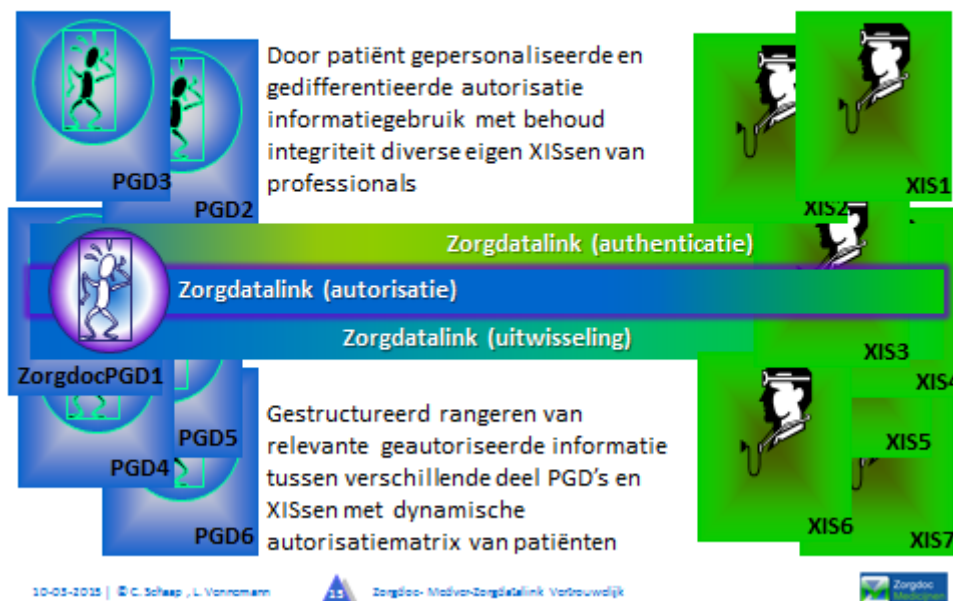 Door patiënt gepersonaliseerde en
gedifferentieerde autorisatie
informatiegebruik met behoud
integriteit diverse eigen XISsen van
professionals
PGD3
PGD2
XIS1
XIS2
Zorgdatalink (authenticatie)
Zorgdatalink (autorisatie)
Zorgdatalink (uitwisseling)
ZorgdocPGD1
XIS3
XIS4
Gestructureerd rangeren van
relevante geautoriseerde informatie
tussen verschillende deel PGD's en
XISsen met dynamische
autorisatiematrix van patiënten
PGD5
PGD4
PGD6
XIS5
XIS6
XIS7
10-03-2015 | © C. Schaap , L. Vonnemann
15
Zorgdoc- Medver-Zorgdatalink Vertrouwelijk
Zorgdoc
Medicijnen